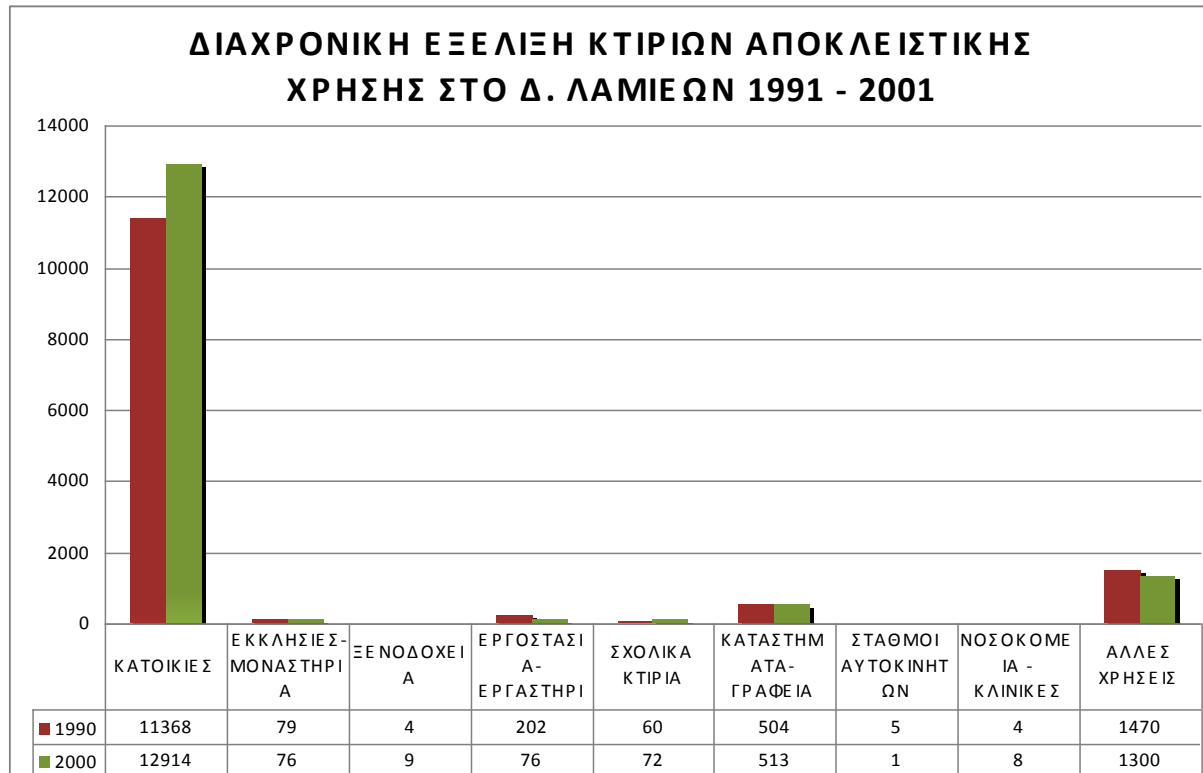 ΔΙΑΧΡΟΝΙΚΗ ΕΞΕΛΙΞΗ ΚΤΙΡΙΩΝ ΑΠΟΚΛΕΙΣΤΙΚΗΣ
ΧΡΗΣΗΣ ΣΤΟ Δ. ΛΑΜΙΕΩΝ 1991 - 2001
14000
12000
10000
8000
6000
4000
2000
0
ΚΑΤΟΙΚΙΕΣ
ΕΚΚΛΗΣΙΕΣ-
ΜΟΝΑΣΤΗΡΙ
Α
ΞΕΝΟΔΟΧΕΙ
Α
ΕΡΓΟΣΤΑΣΙ
Α-
ΕΡΓΑΣΤΗΡΙ
ΣΧΟΛΙΚΑ
ΚΤΙΡΙΑ
ΚΑΤΑΣΤΗΜ
ΑΤΑ-
ΓΡΑΦΕΙΑ
ΣΤΑΘΜΟΙ
ΑΥΤΟΚΙΝΗΤ
ΩΝ
ΝΟΣΟΚΟΜΕ
ΙΑ -
ΚΛΙΝΙΚΕΣ
ΑΛΛΕΣ
ΧΡΗΣΕΙΣ
1990 11368 79 4 202 60 504 5 4 1470
2000 12914 76 9 76 72 513 1 8 1300